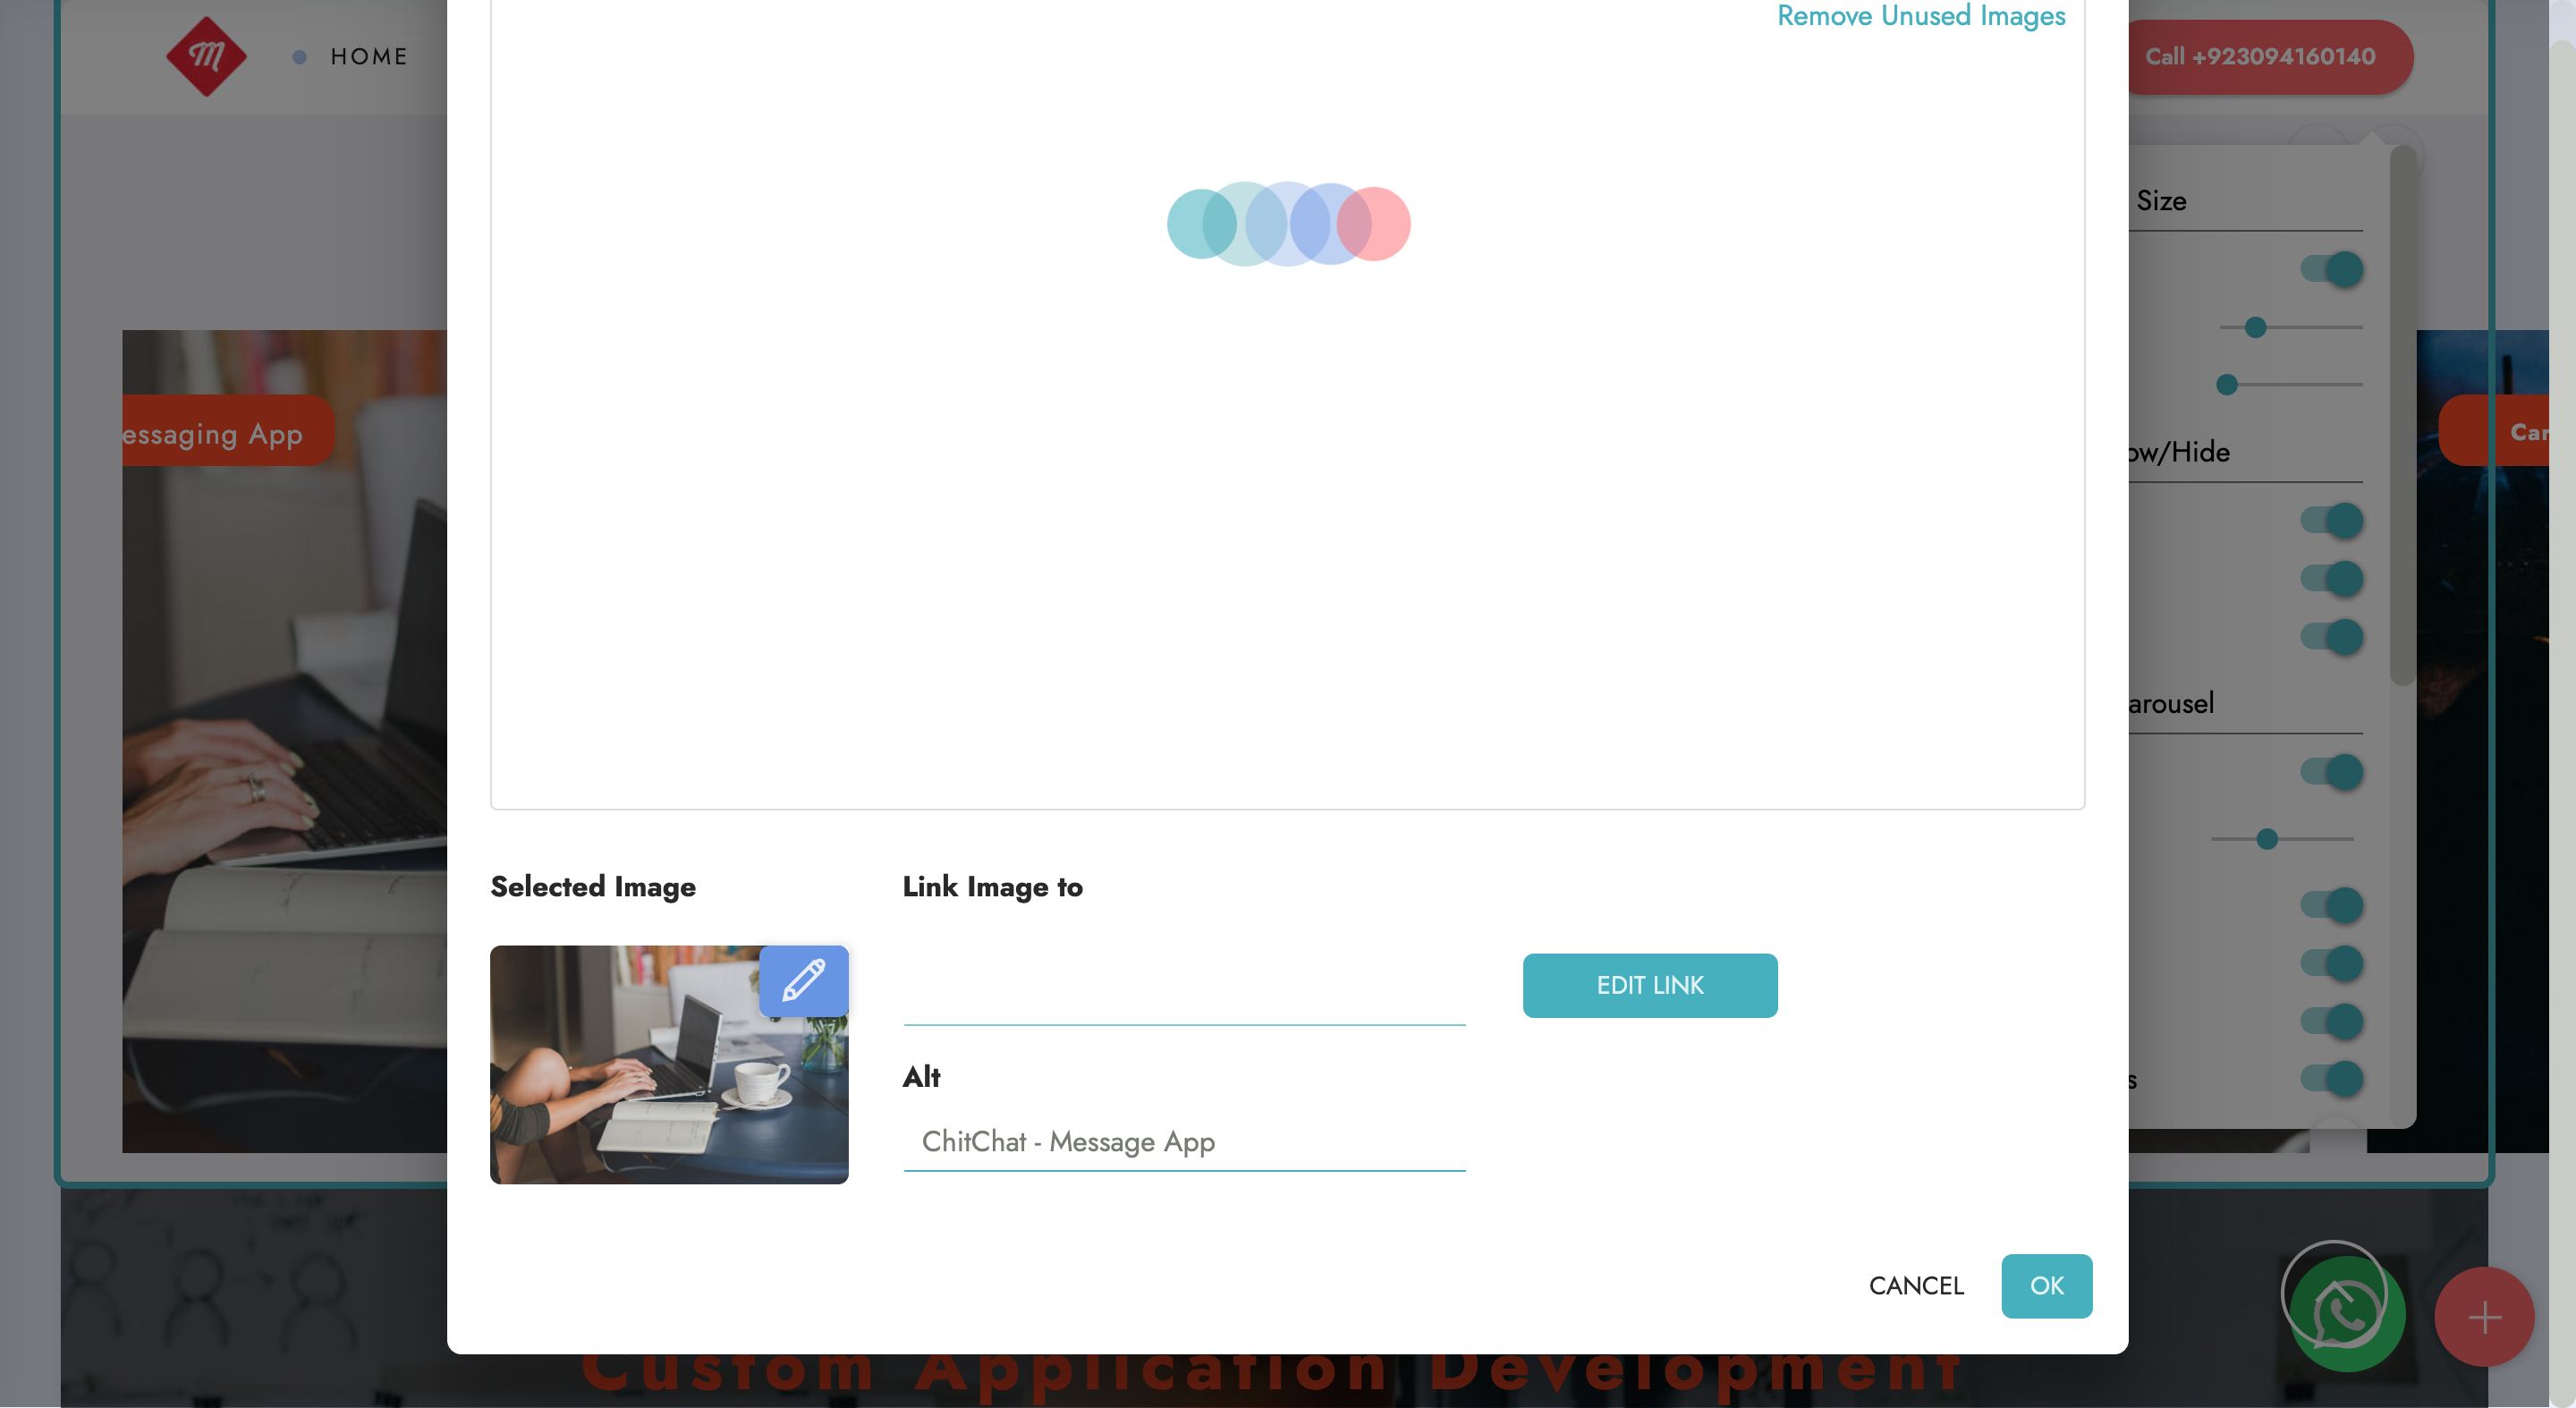 Remove Unused Images
HOME
Call +923094160140
Size
essaging App
Car
ow/Hide
arousel
Selected Image
Link Image to
EDIT LINK
Alt
s
ChitChat - Message App
CANCEL
OK
Custom Application Development